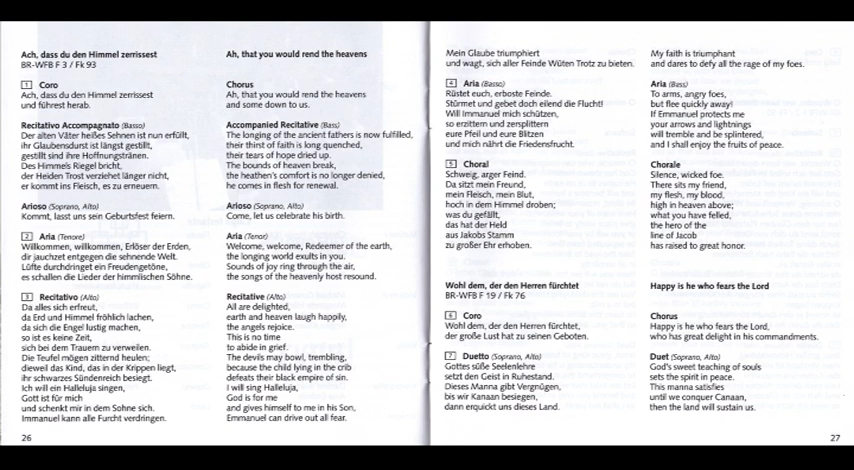 Ach, dass du den Himmel zerrissest
BR-WFB F 3 / Fk 93
1 Coro
Ach, dass du den Himmel zerrissest
und führest herab.
Recitativo Accompagnato (Basso)
Der alten Väter heißes Sehnen ist nun erfüllt,
ihr Glaubensdurst ist längst gestillt,
gestillt sind ihre Hoffnungstränen.
Des Himmels Riegel bricht,
der Heiden Trost verziehet länger nicht,
er kommt ins Fleisch, es zu erneuern.
Arioso (Soprano, Alto)
Kommt, lasst uns sein Geburtsfest feiern.
2 Aria (Tenore)
Willkommen, willkommen, Erlöser der Erden,
dir jauchzet entgegen die sehnende Welt.
Lüfte durchdringet ein Freudengetöne,
es schallen die Lieder der himmlischen Söhne.
3 Recitativo (Alto)
Da alles sich erfreut,
da Erd und Himmel fröhlich lachen,
da sich die Engel lustig machen,
so ist es keine Zeit,
sich bei dem Trauern zu verweilen.
Die Teufel mögen zitternd heulen;
dieweil das Kind, das in der Krippen liegt,
ihr schwarzes Sündenreich besiegt.
Ich will ein Halleluja singen,
Gott ist für mich
und schenkt mir in dem Sohne sich.
Immanuel kann alle Furcht verdringen.
26
Ah, that you would rend the heavens
Chorus
Ah, that you would rend the heavens
and some down to us.
Accompanied Recitative (Bass)
The longing of the ancient fathers is now fulfilled,
their thirst of faith is long quenched,
their tears of hope dried up.
The bounds of heaven break,
the heathen's comfort is no longer denied,
he comes in flesh for renewal.
Arioso (Soprano, Alto)
Come, let us celebrate his birth.
Aria (Tenor)
Welcome, welcome, Redeemer of the earth,
the longing world exults in you.
Sounds of joy ring through the air,
the songs of the heavenly host resound.
Recitative (Alto)
All are delighted,
earth and heaven laugh happily,
the angels rejoice.
This is no time
to abide in grief.
The devils may bowl, trembling,
because the child lying in the crib
defeats their black empire of sin.
I will sing Halleluja,
God is for me
and gives himself to me in his Son,
Emmanuel can drive out all fear.
Mein Glaube triumphiert
und wagt, sich aller Feinde Wüten Trotz zu bieten.
4 Aria (Basso)
Rüstet euch, erboste Feinde.
Stürmet und gebet doch eilend die Flucht!
Will Immanuel mich schützen,
so erzittern und zersplittern
eure Pfeil und eure Blitzen
und mich nährt die Friedensfrucht.
5 Choral
Schweig, arger Feind.
Da sitzt mein Freund,
mein Fleisch, mein Blut,
hoch in dem Himmel droben;
was du gefällt,
das hat der Held
aus Jakobs Stamm
zu großer Ehr erhoben.
Wohl dem, der den Herren fürchtet
BR-WFB F 19 / Fk 76
6 Coro
Wohl dem, der den Herren fürchtet,
der große Lust hat zu seinen Geboten.
7 Duetto (Soprano, Alto)
Gottes süße Seelenlehre
setzt den Geist in Ruhestand.
Dieses Manna gibt Vergnügen,
bis wir Kanaan besiegen,
dann erquickt uns dieses Land.
My faith is triumphant
and dares to defy all the rage of my foes.
Aria (Bass)
To arms, angry foes,
but flee quickly away!
If Emmanuel protects me
your arrows and lightnings
will tremble and be splintered,
and I shall enjoy the fruits of peace.
Chorale
Silence, wicked foe.
There sits my friend,
my flesh, my blood,
high in heaven above;
what you have felled,
the hero of the
line of Jacob
has raised to great honor.
Happy is he who fears the Lord
Chorus
Happy is he who fears the Lord,
who has great delight in his commandments.
Duet (Soprano, Alto)
God's sweet teaching of souls
sets the spirit in peace.
This manna satisfies
until we conquer Canaan,
then the land will sustain us.
27